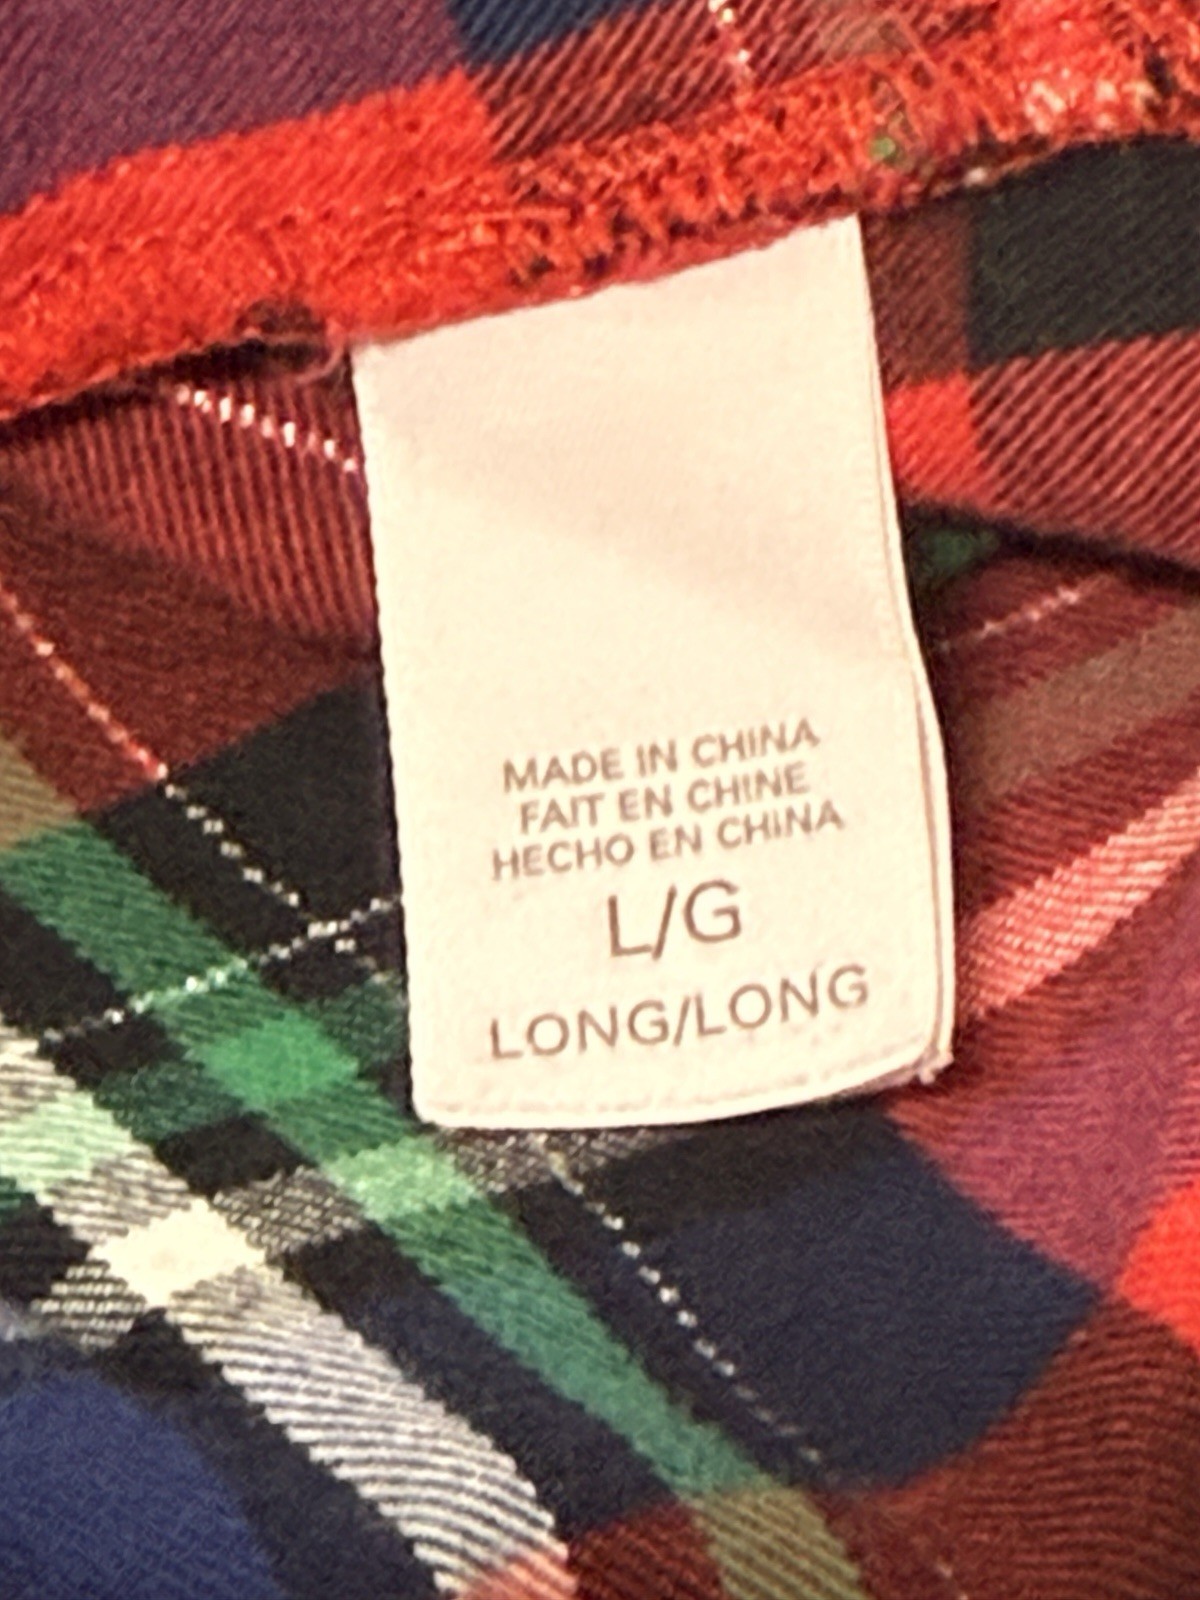 MADE IN CHINA
FAIT EN CHINE
HECHO EN CHINA
L/G
LONG/LONG